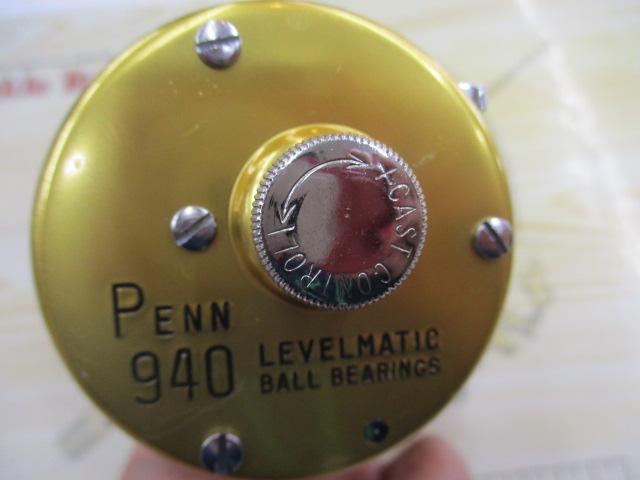 + CAST CONTROL
PENN
940 LEVELMATIC
BALL BEARINGS